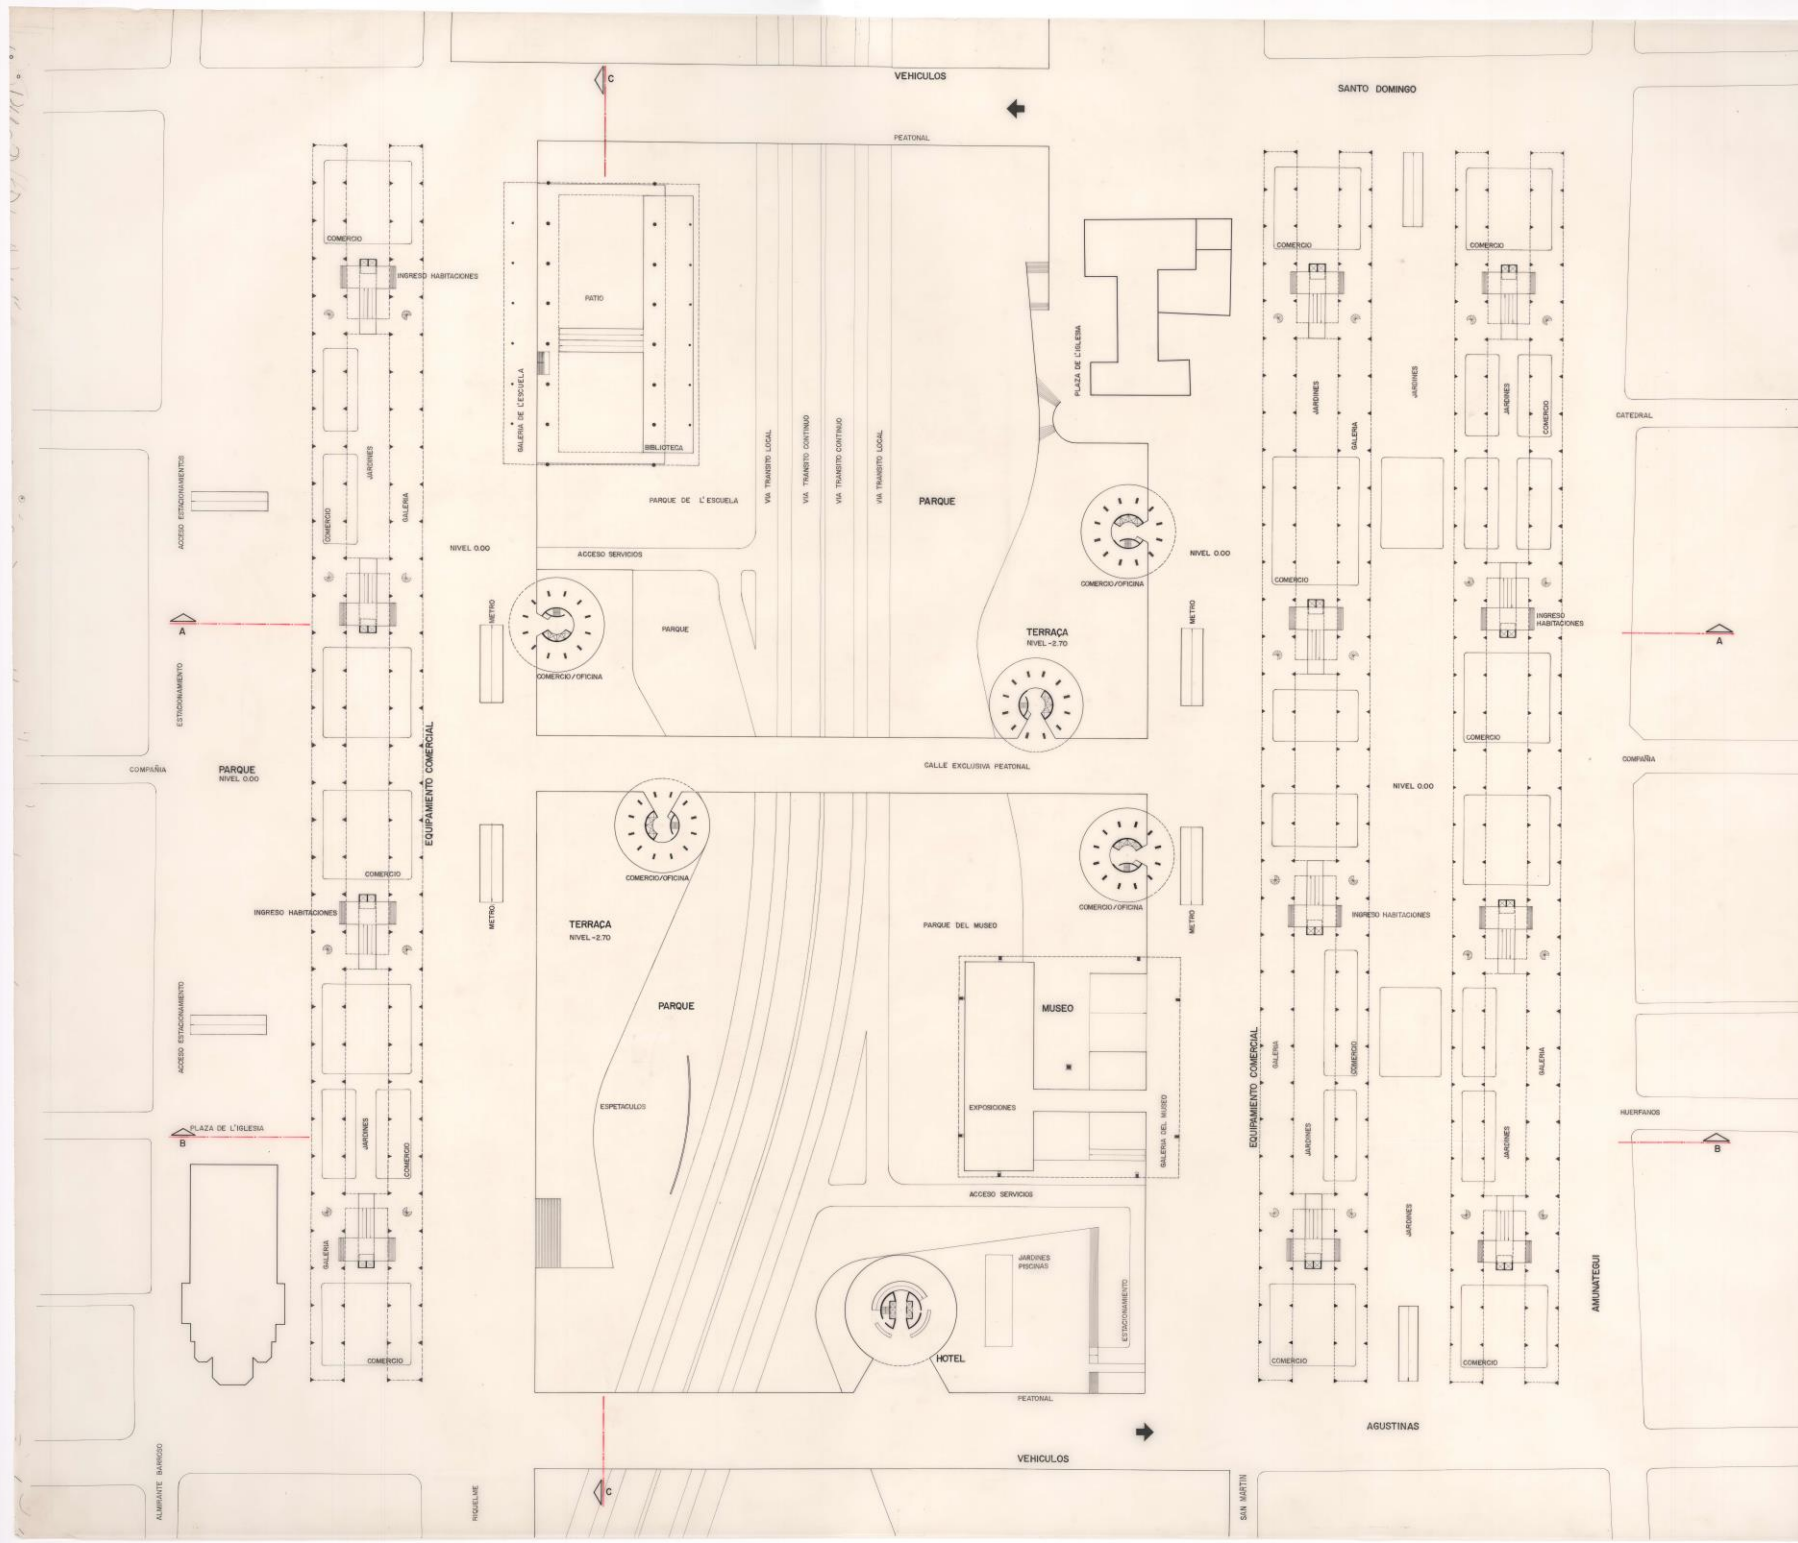 C
VEHICULOS
SANTO DOMINGO
PEATONAL
COMERCIO
COMERCIO
COMERCIO
INGRESO HABITACIONES
PATIO
PLAZA DE L'IGLESIA
GALERIA DE L'ESCUELA
JARDINES
JARDINES
JARDINES
COMERCIO
CATEDRAL
GALERIA
BIBLIOTECA
VIA TRANSITO LOCAL
VIA TRANSITO CONTINUO
VIA TRANSITO CONTINUO
VIA TRANSITO LOCAL
JARDINES
ACCESO ESTACIONAMIENTOS
PARQUE DE L'ESCUELA
PARQUE
GALERIA
COMERCIO
NIVEL 0.00
ACCESO SERVICIOS
NIVEL 0.00
COMERCIO/OFICINA
COMERCIO
METRO
METRO
INGRESO
HABITACIONES
A
PARQUE
TERRAÇA
NIVEL -2.70
A
COMERCIO/OFICINA
ESTACIONAMIENTO
COMERCIO
COMPAÑIA
PARQUE
NIVEL 0.00
EQUIPAMIENTO COMERCIAL
CALLE EXCLUSIVA PEATONAL
COMPAÑIA
NIVEL 0.00
COMERCIO
COMERCIO/OFICINA
COMERCIO/OFICINA
INGRESO HABITACIONES
METRO
METRO
INGRESO HABITACIONES
TERRAÇA
NIVEL -2.70
PARQUE DEL MUSEO
PARQUE
MUSEO
ACCESO ESTACIONAMIENTO
GALERIA
COMERCIO
GALERIA
EQUIPAMIENTO COMERCIAL
ESPETACULOS
EXPOSICIONES
GALERIA DEL MUSEO
HUERFANOS
PLAZA DE L'IGLESIA
B
JARDINES
COMERCIO
JARDINES
JARDINES
B
ACCESO SERVICIOS
JARDINES
GALERIA
JARDINES
PISCINAS
ESTACIONAMIENTO
AMUNATEGUI
COMERCIO
HOTEL
COMERCIO
COMERCIO
PEATONAL
AGUSTINAS
VEHICULOS
ALMIRANTE BARROSO
RIQUELME
C
SAN MARTIN